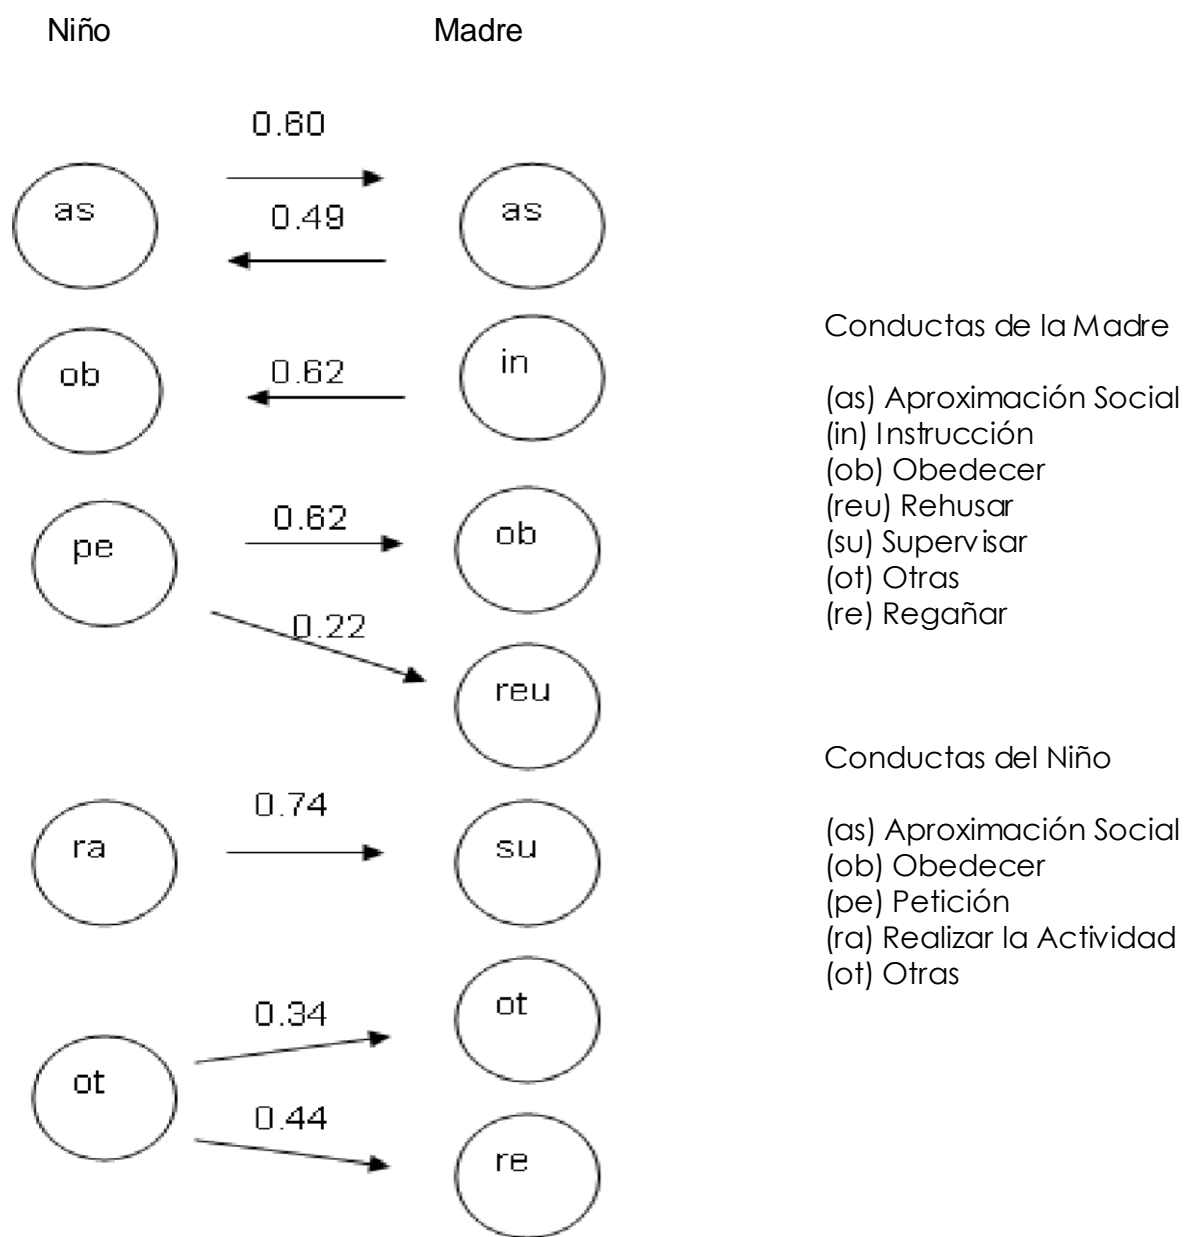 Niño Madre
0.60
as as
0.49
ob 0.62 in
pe 0.62 ob
0.22
reu
0.74
ra su
ot
0.34
ot
0.44
re
Conductas de la Madre
(as) Aproximación Social
(in) Instrucción
(ob) Obedecer
(reu) Rehusar
(su) Supervisar
(ot) Otras
(re) Regañar
Conductas del Niño
(as) Aproximación Social
(ob) Obedecer
(pe) Petición
(ra) Realizar la Actividad
(ot) Otras